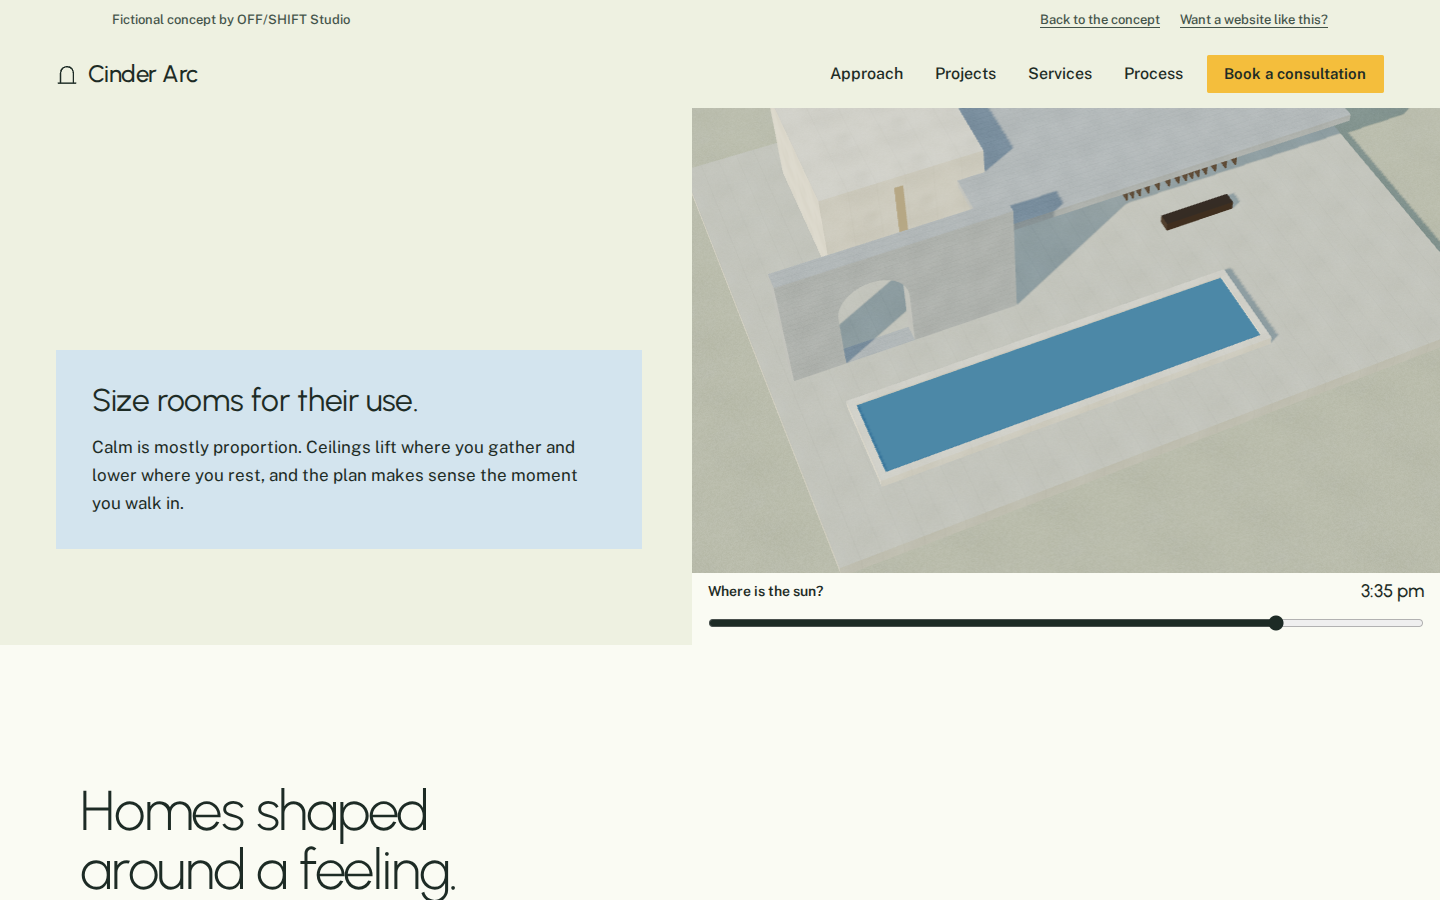 Fictional concept by OFF/SHIFT Studio
Back to the concept
Want a website like this?
Cinder Arc
Approach
Projects
Services
Process
Book a consultation
Size rooms for their use.
Calm is mostly proportion. Ceilings lift where you gather and
lower where you rest, and the plan makes sense the moment
you walk in.
Where is the sun?
3:35 pm
Homes shaped
around a feeling.